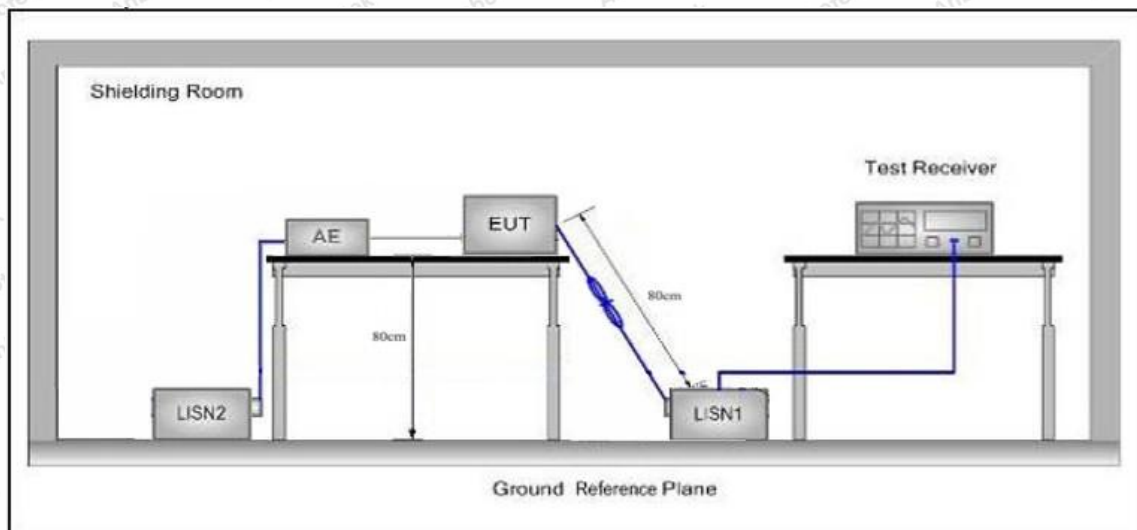 Shielding Room
Test Receiver
EUT
AE
80cm
80cm
LISN2
LISN1
Ground Reference Plane